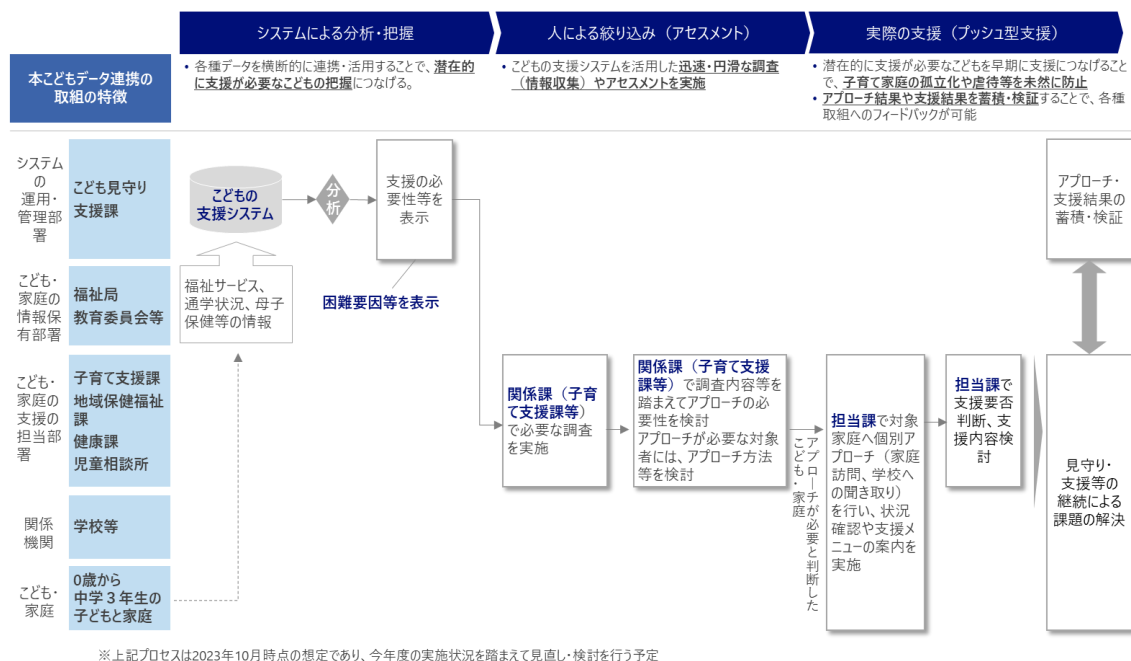 システムによる分析・把握
人による絞り込み（アセスメント）
実際の支援（プッシュ型支援）
本こどもデータ連携の
取組の特徴
• 各種データを横断的に連携・活用することで、潜在的
に支援が必要なこどもの把握につなげる。
• こどもの支援システムを活用した迅速・円滑な調査
（情報収集）やアセスメントを実施
• 潜在的に支援が必要なこどもを早期に支援につなげること
で、子育て家庭の孤立化や虐待等を未然に防止
• アプローチ結果や支援結果を蓄積・検証することで、各種
取組へのフィードバックが可能
システム
の
運用・
管理部
署
こども見守り
支援課
こどもの
支援システム
分析
支援の必
要性等を
表示
アプローチ・
支援結果の
蓄積・検証
こども・
家庭の
情報保
有部署
福祉局
教育委員会等
福祉サービス、
通学状況、母子
保健等の情報
困難要因等を表示
こども・
家庭の
支援の
担当部
署
子育て支援課
地域保健福祉
課
健康課
児童相談所
関係課（子育
て支援課等）
で必要な調査
を実施
関係課（子育て支援
課等）で調査内容等を
踏まえてアプローチの必
要性を検討
アプローチが必要な対象
者には、アプローチ方法
等を検討
アプローチが必要と判断した
こども・家庭
担当課で対象
家庭へ個別アプ
ローチ（家庭
訪問、学校へ
の聞き取り）
を行い、状況
確認や支援メ
ニューの案内を
実施
担当課で
支援要否
判断、支
援内容検
討
見守り・
支援等の
継続による
課題の解決
関係
機関
学校等
こども・
家庭
0歳から
中学３年生の
子どもと家庭
※上記プロセスは2023年10月時点の想定であり、今年度の実施状況を踏まえて見直し・検討を行う予定